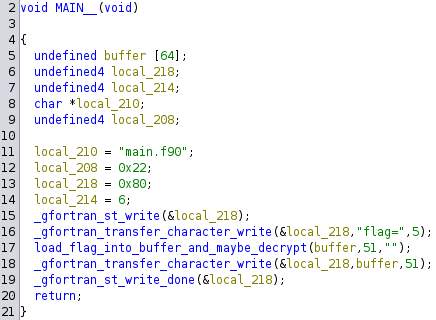 2 void MAIN__(void)
3
4 {
5 undefined buffer [64];
6 undefined4 local_218;
7 undefined4 local_214;
8 char *local_210;
9 undefined4 local_208;
10
11 local_210 = "main.f90";
12 local_208 = 0x22;
13 local_218 = 0x80;
14 local_214 = 6;
15 _gfortran_st_write(&local_218);
16 _gfortran_transfer_character_write(&local_218,"flag=",5);
17 load_flag_into_buffer_and_maybe_decrypt(buffer,51,"");
18 _gfortran_transfer_character_write(&local_218,buffer,51);
19 _gfortran_st_write_done(&local_218);
20 return;
21 }